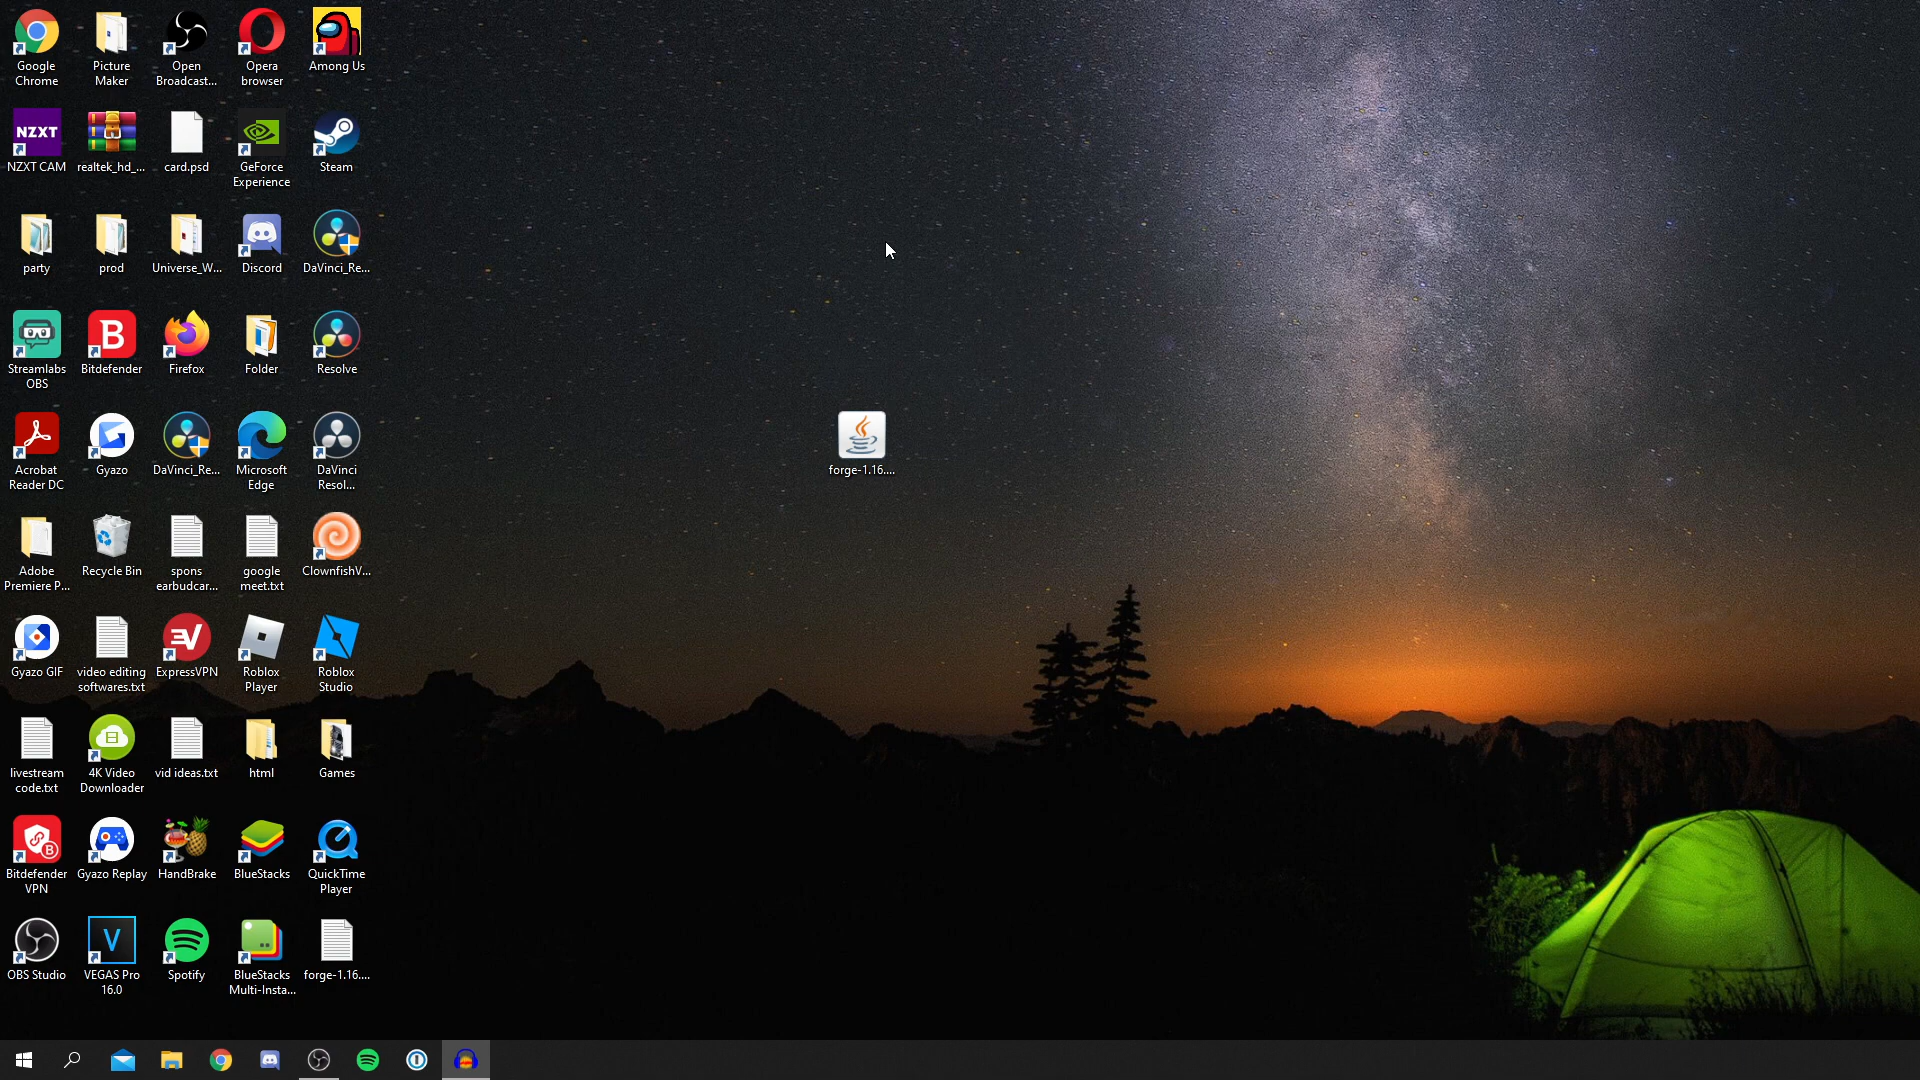 Google
Chrome
Picture
Maker
Open
Broadcast...
Opera
browser
Among Us
NZXT
NZXT CAM
realtek_hd_...
card.psd
GeForce
Experience
Steam
party
prod
Universe_W...
Discord
DaVinci_Re...
Streamlabs
OBS
B
Bitdefender
Firefox
Folder
Resolve
Acrobat
Reader DC
Gyazo
DaVinci_Re...
Microsoft
Edge
DaVinci
Resol...
forge-1.16....
Adobe
Premiere P...
Recycle Bin
spons
earbudcar...
google
meet.txt
ClownfishV...
Gyazo GIF
video editing
softwares.txt
EV
ExpressVPN
Roblox
Player
Roblox
Studio
livestream
code.txt
4K Video
Downloader
vid ideas.txt
html
Games
B
Bitdefender
VPN
Gyazo Replay
HandBrake
BlueStacks
QuickTime
Player
OBS Studio
V
VEGAS Pro
16.0
Spotify
BlueStacks
Multi-Insta...
forge-1.16....